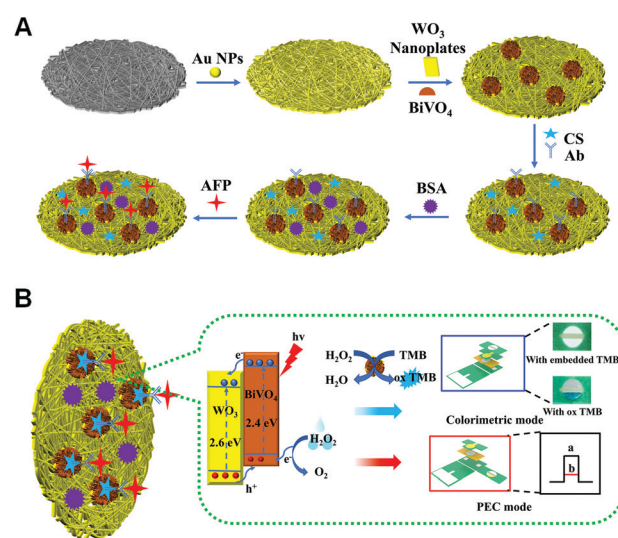 A
Au NPs
WO3
Nanoplates
BiVO4
CS
Ab
AFP
BSA
B
hv
e-
BiVO4
WO3
2.4 eV
2.6 eV
h+
e-
H2O2
O2
H2O2
TMB
H2O
ox TMB
With embedded TMB
With ox TMB
Colorimetric mode
a
b
PEC mode